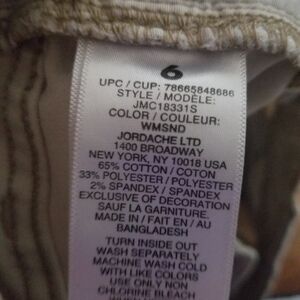 6
UPC / CUP: 78665848686
STYLE / MODÈLE:
JMC18331S
COLOR / COULEUR:
WMSND
JORDACHE LTD
1400 BROADWAY
NEW YORK, NY 10018 USA
65% COTTON / COTON
33% POLYESTER / POLYESTER
2% SPANDEX / SPANDEX
EXCLUSIVE OF DECORATION
SAUF LA GARNITURE.
MADE IN / FAIT EN / AU
BANGLADESH
TURN INSIDE OUT
WASH SEPARATELY
MACHINE WASH COLD
WITH LIKE COLORS
USE ONLY NON
CHLORINE BLEACH